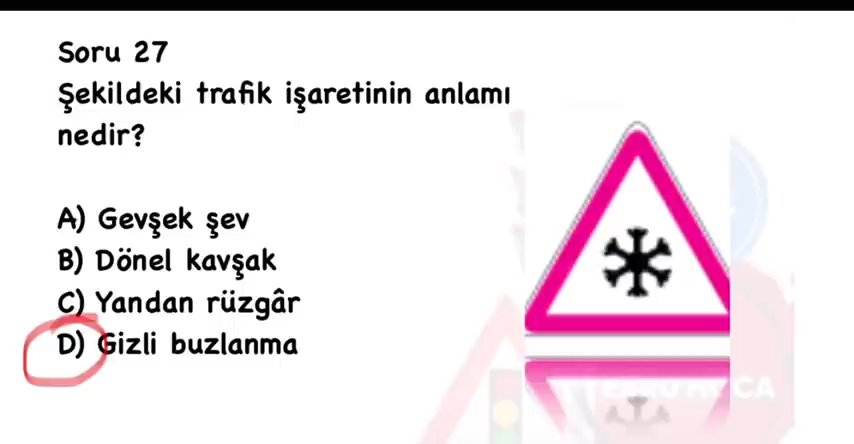 Soru 27
Şekildeki trafik işaretinin anlamı
nedir?
A) Gevşek şev
B) Dönel kavşak
C) Yandan rüzgâr
D) Gizli buzlanma